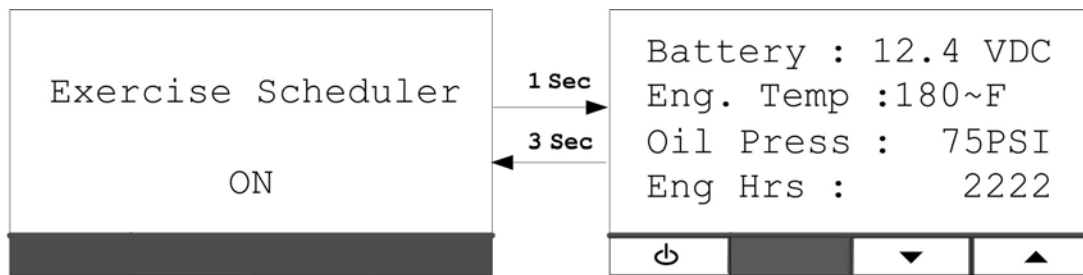 Exercise Scheduler
ON
1 Sec
3 Sec
Battery : 12.4 VDC
Eng. Temp :180~F
Oil Press : 75PSI
Eng Hrs : 2222